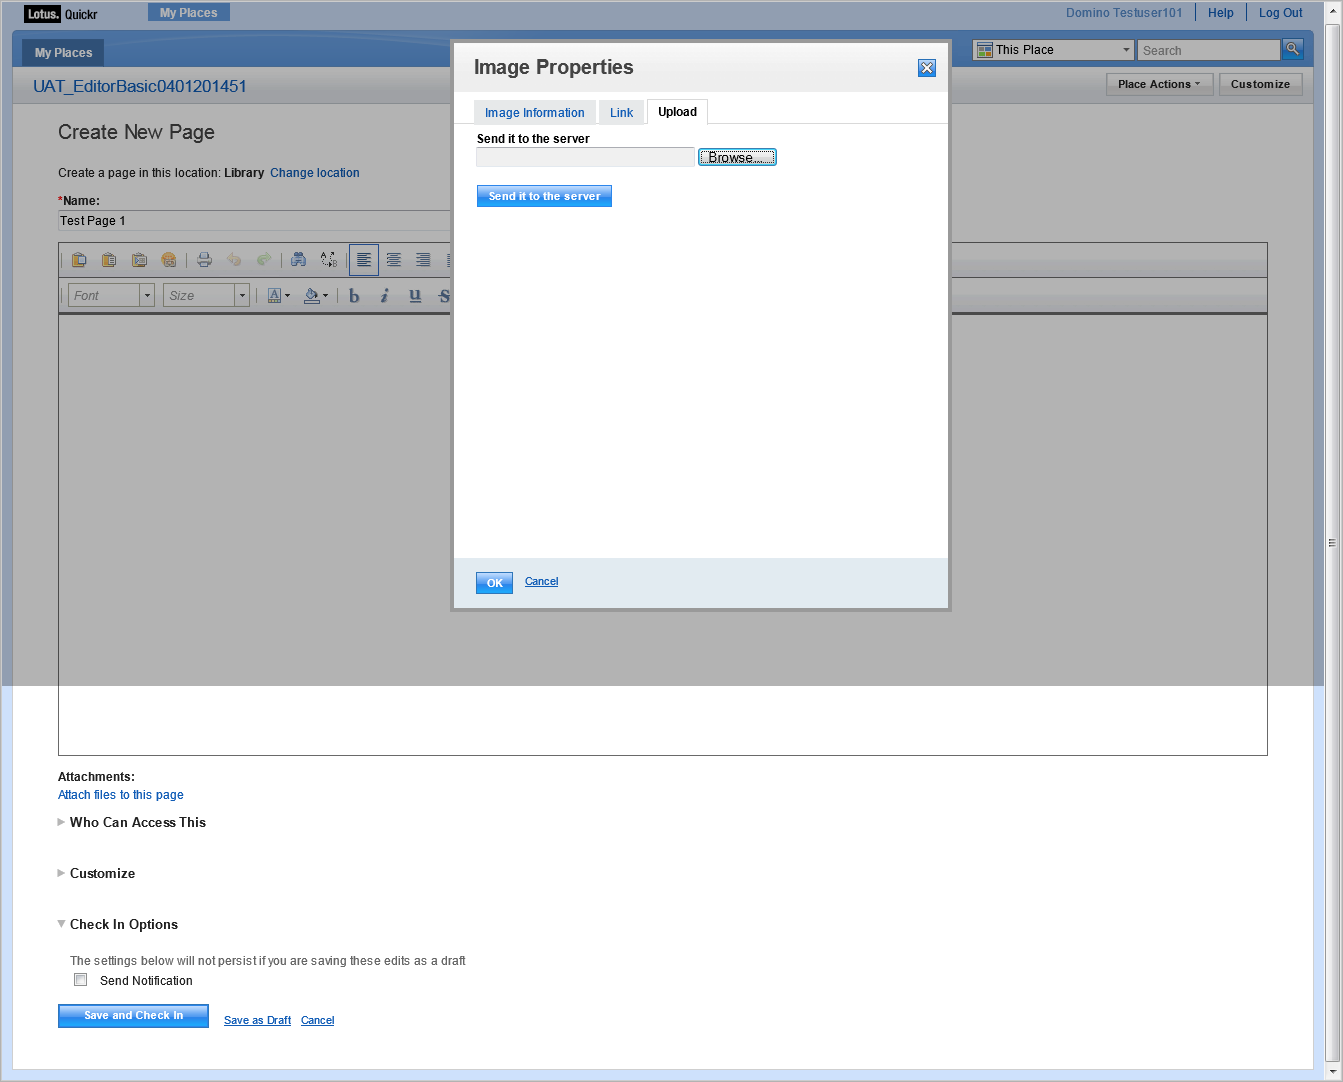 Lotus. Quickr My Places Domino Testuser101 Help Log Out
My Places This Place Search
UAT_EditorBasic0401201451 Place Actions Customize
Image Properties
Create New Page
Image Information Link Upload
Send it to the server
Browse...
Create a page in this location: Library Change location
Send it to the server
*Name:
Test Page 1
Font Size A b i u S
OK Cancel
Attachments:
Attach files to this page
Who Can Access This
Customize
Check In Options
The settings below will not persist if you are saving these edits as a draft
Send Notification
Save and Check In Save as Draft Cancel